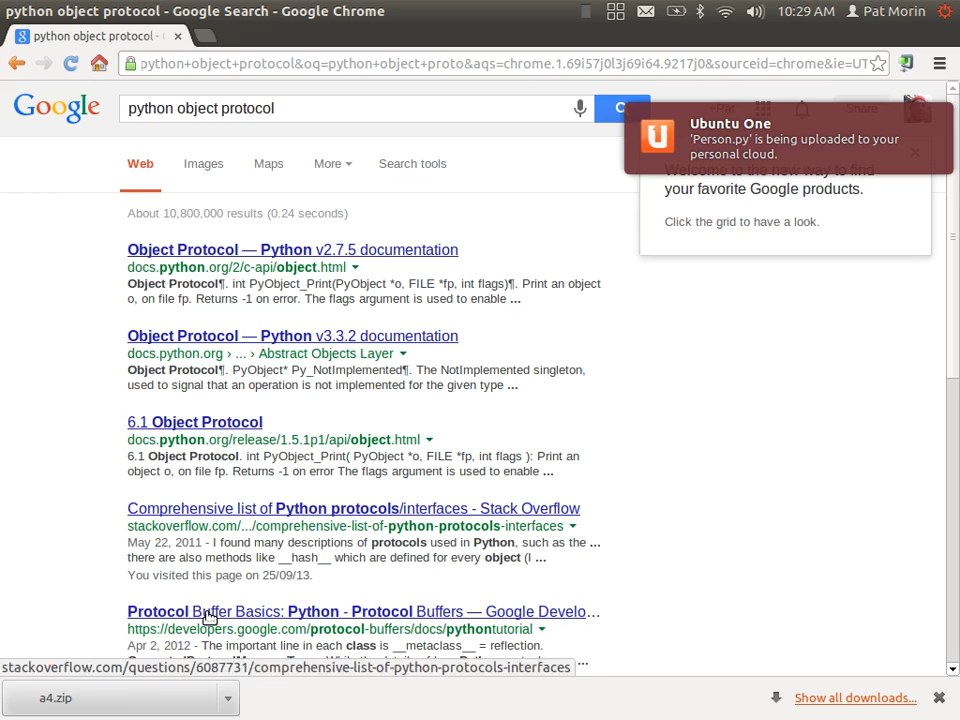 python object protocol - Google Search - Google Chrome
10:29 AM
Pat Morin
python object protocol -
python+object+protocol&oq=python+object+proto&aqs=chrome.1.69i57j0l3j69i64.9217j0&sourceid=chrome&ie=UT
Google
python object protocol
+Pat
Share
Ubuntu One
'Person.py' is being uploaded to your
personal cloud.
Welcome to the new way to find
your favorite Google products.
Click the grid to have a look.
Web
Images
Maps
More
Search tools
About 10,800,000 results (0.24 seconds)
Object Protocol — Python v2.7.5 documentation
docs.python.org/2/c-api/object.html
Object Protocol¶. int PyObject_Print(PyObject *o, FILE *fp, int flags)¶. Print an object
o, on file fp. Returns -1 on error. The flags argument is used to enable ...
Object Protocol — Python v3.3.2 documentation
docs.python.org › ... › Abstract Objects Layer
Object Protocol¶. PyObject* Py_NotImplemented¶. The NotImplemented singleton,
used to signal that an operation is not implemented for the given type ...
6.1 Object Protocol
docs.python.org/release/1.5.1p1/api/object.html
6.1 Object Protocol. int PyObject_Print( PyObject *o, FILE *fp, int flags ): Print an
object o, on file fp. Returns -1 on error The flags argument is used to enable ...
Comprehensive list of Python protocols/interfaces - Stack Overflow
stackoverflow.com/.../comprehensive-list-of-python-protocols-interfaces
May 22, 2011 - I found many descriptions of protocols used in Python, such as the ...
there are also methods like __hash__ which are defined for every object (I ...
You visited this page on 25/09/13.
Protocol Buffer Basics: Python - Protocol Buffers — Google Develo...
https://developers.google.com/protocol-buffers/docs/pythontutorial
Apr 2, 2012 - The important line in each class is __metaclass__ = reflection.
stackoverflow.com/questions/6087731/comprehensive-list-of-python-protocols-interfaces
a4.zip
Show all downloads...